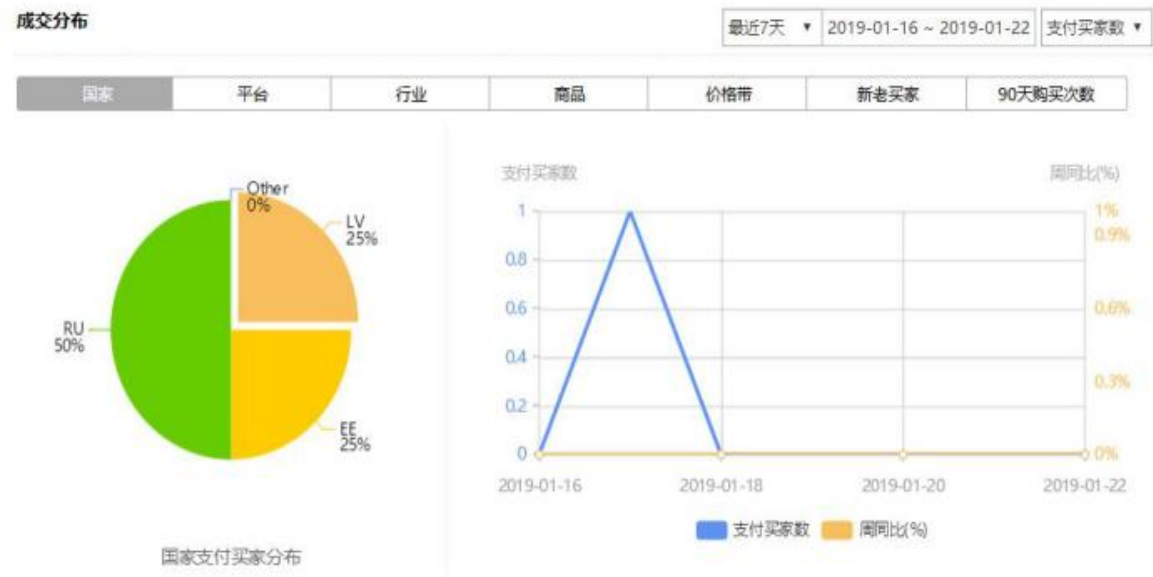 成交分布
最近7天 ▼ 2019-01-16 ~ 2019-01-22 支付买家数 ▼
国家 平台 行业 商品 价格带 新老买家 90天购买次数
Other
0%
LV
25%
RU
50%
EE
25%
国家支付买家分布
支付买家数 周同比(%)
1 1%
0.9%
0.8
0.6 0.6%
0.4
0.3%
0.2
0 0%
2019-01-16 2019-01-18 2019-01-20 2019-01-22
支付买家数 周同比(%)